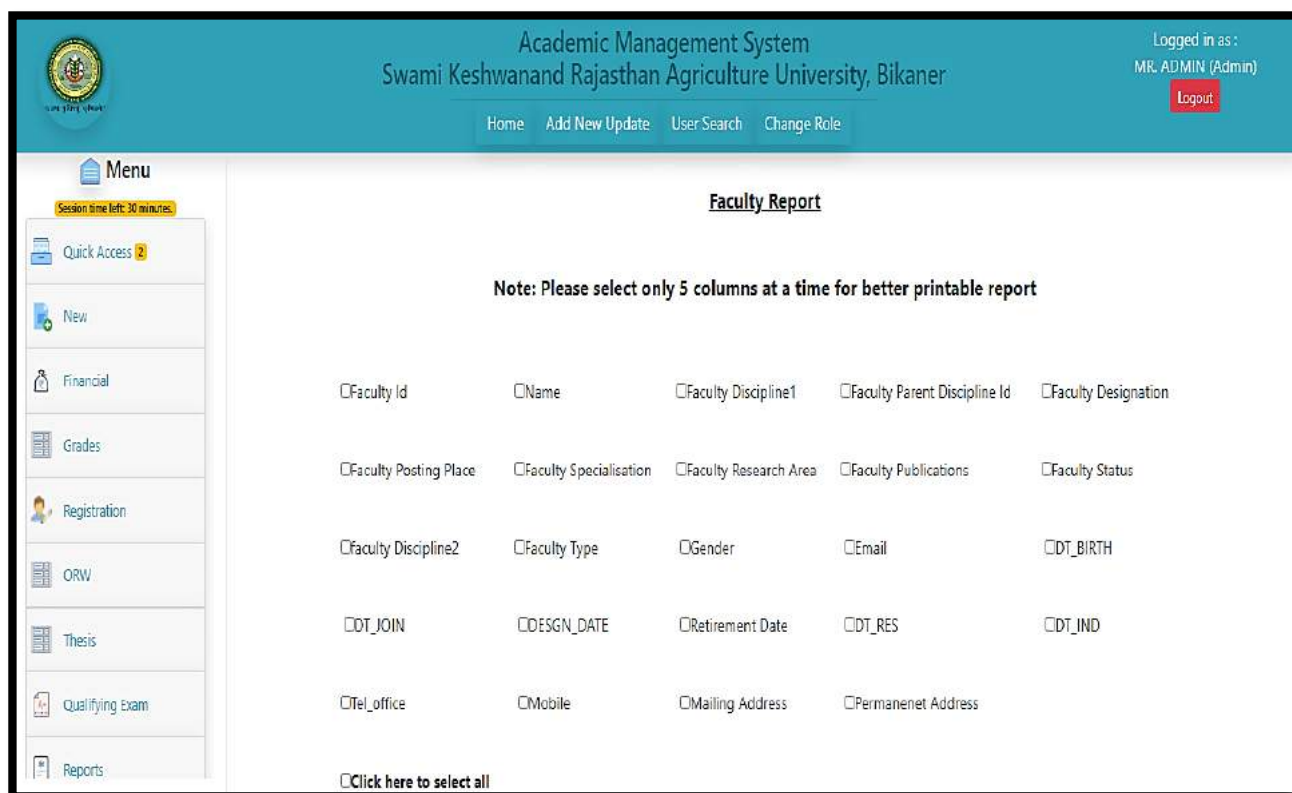 Academic Management System
Swami Keshwanand Rajasthan Agriculture University, Bikaner
Logged in as :
MR. ADMIN (Admin)
Logout
Home Add New Update User Search Change Role
Menu
Session time left: 30 minutes.
Quick Access 2
New
Financial
Grades
Registration
ORW
Thesis
Qualifying Exam
Reports
Faculty Report
Note: Please select only 5 columns at a time for better printable report
Faculty Id Name Faculty Discipline1 Faculty Parent Discipline Id Faculty Designation
Faculty Posting Place Faculty Specialisation Faculty Research Area Faculty Publications Faculty Status
Faculty Discipline2 Faculty Type Gender Email DT_BIRTH
DT_JOIN DESGN_DATE Retirement Date DT_RES DT_IND
Tel_office Mobile Mailing Address Permanenet Address
Click here to select all